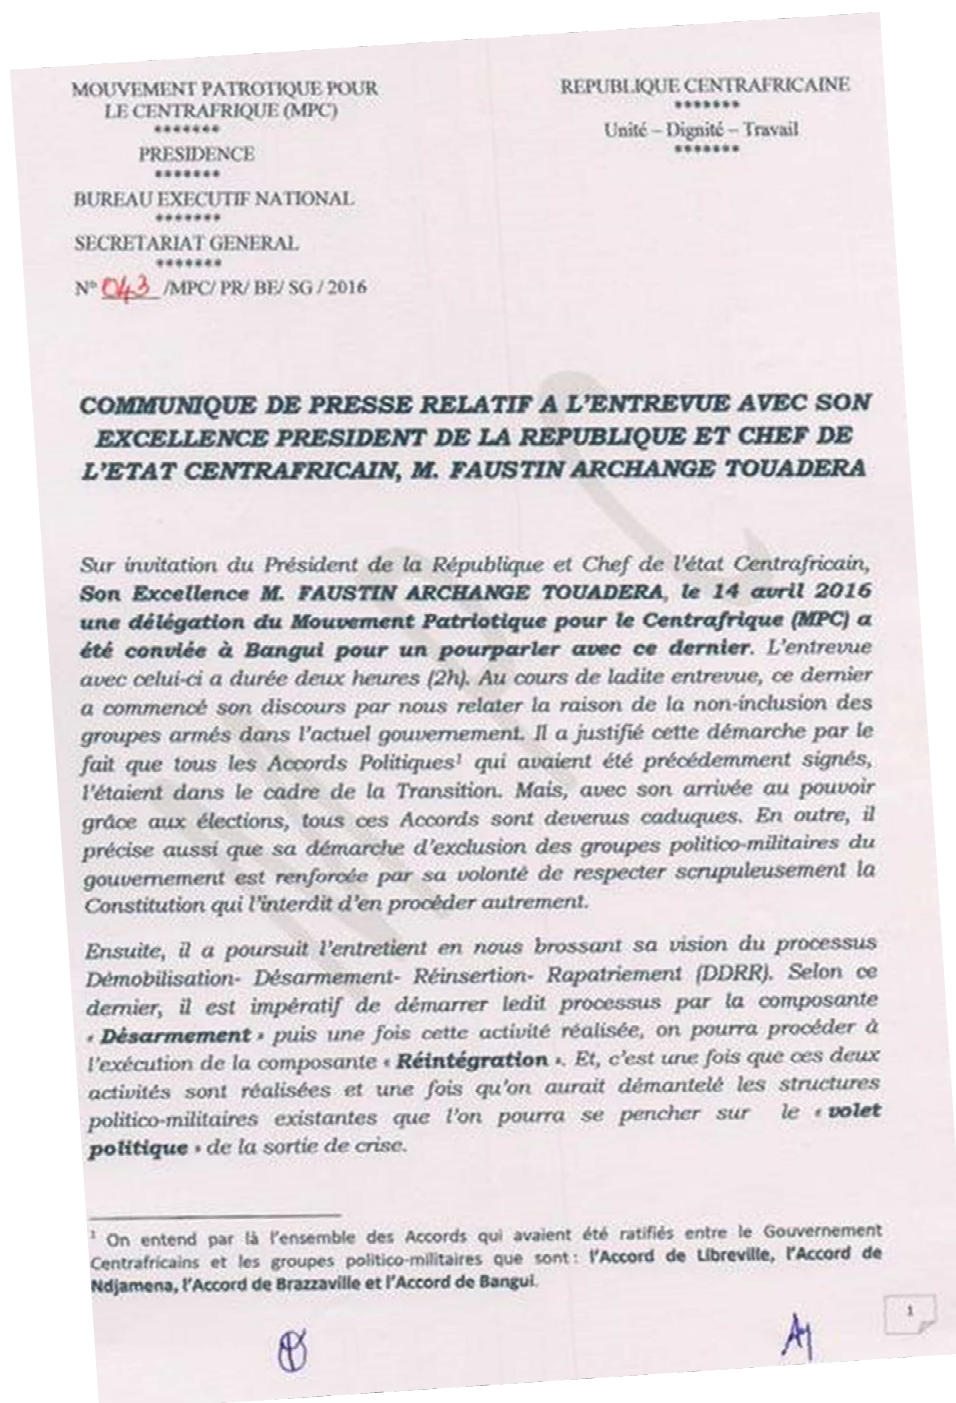 MOUVEMENT PATROTIQUE POUR
LE CENTRAFRIQUE (MPC)
*******
PRESIDENCE
*******
BUREAU EXECUTIF NATIONAL
*******
SECRETARIAT GENERAL
*******
N° 043 /MPC/ PR/ BE/ SG / 2016
REPUBLIQUE CENTRAFRICAINE
*******
Unité – Dignité – Travail
*******
COMMUNIQUE DE PRESSE RELATIF A L'ENTREVUE AVEC SON
EXCELLENCE PRESIDENT DE LA REPUBLIQUE ET CHEF DE
L'ETAT CENTRAFRICAIN, M. FAUSTIN ARCHANGE TOUADERA
Sur invitation du Président de la République et Chef de l'état Centrafricain,
Son Excellence M. FAUSTIN ARCHANGE TOUADERA, le 14 avril 2016
une délégation du Mouvement Patriotique pour le Centrafrique (MPC) a
été conviée à Bangui pour un pourparler avec ce dernier. L'entrevue
avec celui-ci a durée deux heures (2h). Au cours de ladite entrevue, ce dernier
a commencé son discours par nous relater la raison de la non-inclusion des
groupes armés dans l'actuel gouvernement. Il a justifié cette démarche par le
fait que tous les Accords Politiques¹ qui avaient été précédemment signés,
l'étaient dans le cadre de la Transition. Mais, avec son arrivée au pouvoir
grâce aux élections, tous ces Accords sont devenus caduques. En outre, il
précise aussi que sa démarche d'exclusion des groupes politico-militaires du
gouvernement est renforcée par sa volonté de respecter scrupuleusement la
Constitution qui l'interdit d'en procéder autrement.
Ensuite, il a poursuit l'entretient en nous brossant sa vision du processus
Démobilisation- Désarmement- Réinsertion- Rapatriement (DDRR). Selon ce
dernier, il est impératif de démarrer ledit processus par la composante
« Désarmement » puis une fois cette activité réalisée, on pourra procéder à
l'exécution de la composante « Réintégration ». Et, c'est une fois que ces deux
activités sont réalisées et une fois qu'on aurait démantelé les structures
politico-militaires existantes que l'on pourra se pencher sur le « volet
politique » de la sortie de crise.
¹ On entend par là l'ensemble des Accords qui avaient été ratifiés entre le Gouvernement
Centrafricains et les groupes politico-militaires que sont : l'Accord de Libreville, l'Accord de
Ndjamena, l'Accord de Brazzaville et l'Accord de Bangui.
1